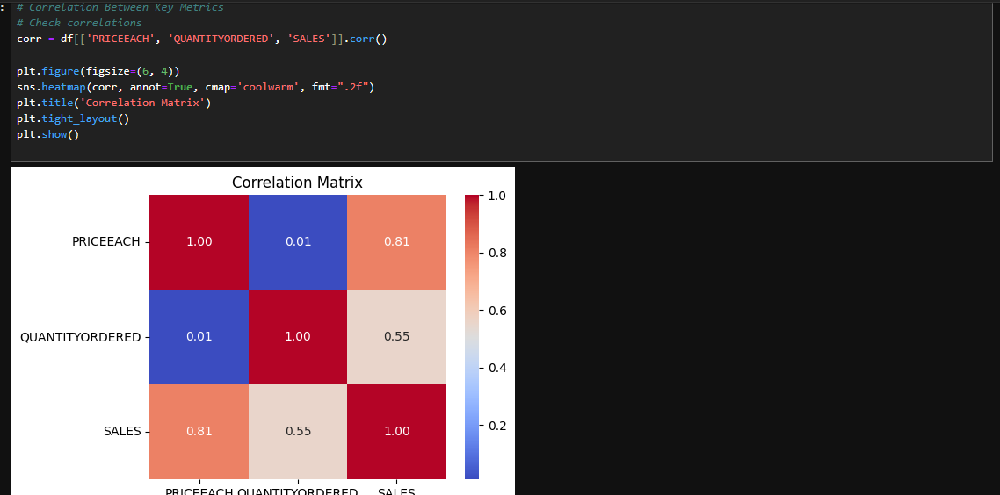 :
# Correlation Between Key Metrics
# Check correlations
corr = df[['PRICEEACH', 'QUANTITYORDERED', 'SALES']].corr()
plt.figure(figsize=(6, 4))
sns.heatmap(corr, annot=True, cmap='coolwarm', fmt=".2f")
plt.title('Correlation Matrix')
plt.tight_layout()
plt.show()
Correlation Matrix
1.0
PRICEEACH 1.00 0.01 0.81
0.8
0.6
QUANTITYORDERED 0.01 1.00 0.55
0.4
SALES 0.81 0.55 1.00
0.2
PRICEEACH QUANTITYORDERED SALES